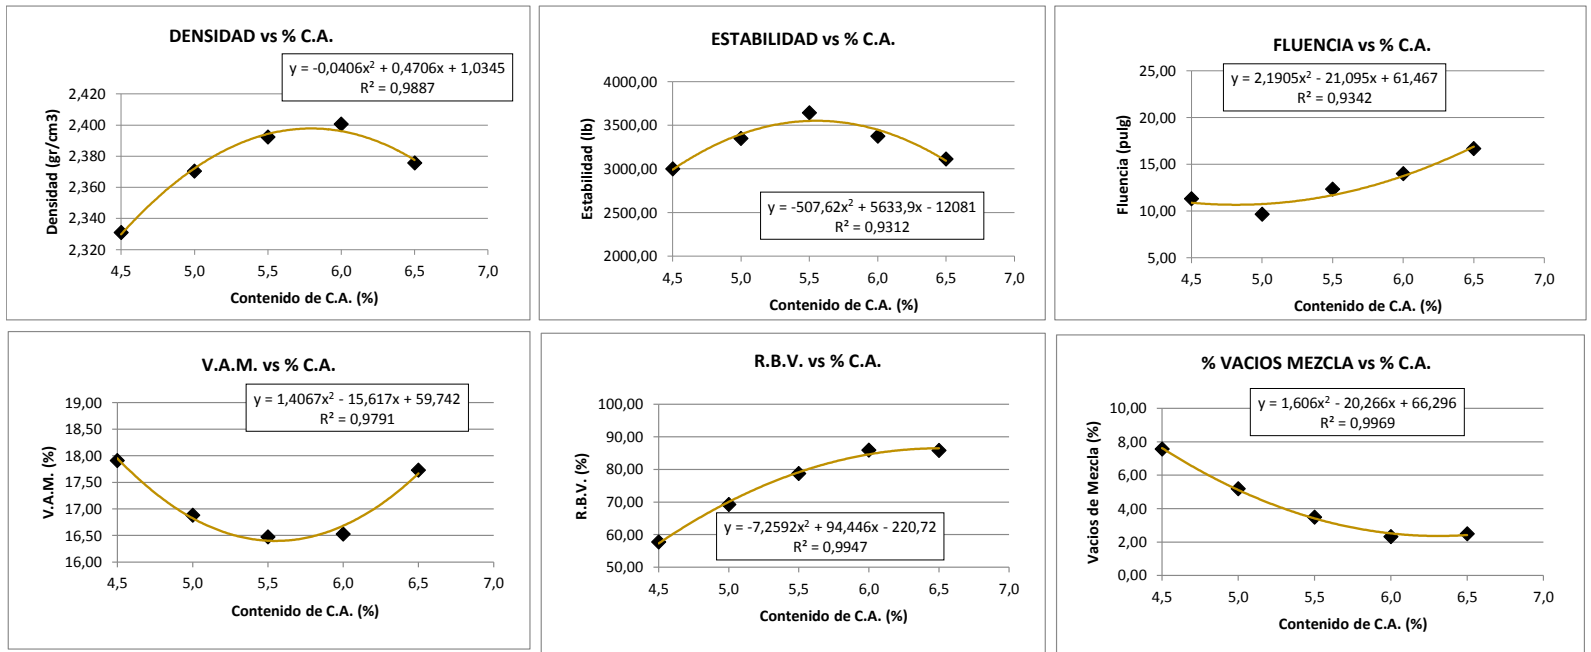 DENSIDAD vs % C.A.
y = -0,0406x² + 0,4706x + 1,0345
R² = 0,9887
Densidad (gr/cm3)
2,420
2,400
2,380
2,360
2,340
2,320
4,5 5,0 5,5 6,0 6,5 7,0
Contenido de C.A. (%)
ESTABILIDAD vs % C.A.
Estabilidad (lb)
4000,00
3500,00
3000,00
2500,00
2000,00
y = -507,62x² + 5633,9x - 12081
R² = 0,9312
4,5 5,0 5,5 6,0 6,5 7,0
Contenido de C.A. (%)
FLUENCIA vs % C.A.
y = 2,1905x² - 21,095x + 61,467
R² = 0,9342
Fluencia (pulg)
25,00
20,00
15,00
10,00
5,00
4,5 5,0 5,5 6,0 6,5 7,0
Contenido de C.A. (%)
V.A.M. vs % C.A.
y = 1,4067x² - 15,617x + 59,742
R² = 0,9791
V.A.M. (%)
19,00
18,50
18,00
17,50
17,00
16,50
16,00
4,5 5,0 5,5 6,0 6,5 7,0
Contenido de C.A. (%)
R.B.V. vs % C.A.
R.B.V. (%)
100,00
90,00
80,00
70,00
60,00
50,00
y = -7,2592x² + 94,446x - 220,72
R² = 0,9947
4,5 5,0 5,5 6,0 6,5 7,0
Contenido de C.A. (%)
% VACIOS MEZCLA vs % C.A.
y = 1,606x² - 20,266x + 66,296
R² = 0,9969
Vacios de Mezcla (%)
10,00
8,00
6,00
4,00
2,00
0,00
4,5 5,0 5,5 6,0 6,5 7,0
Contenido de C.A. (%)